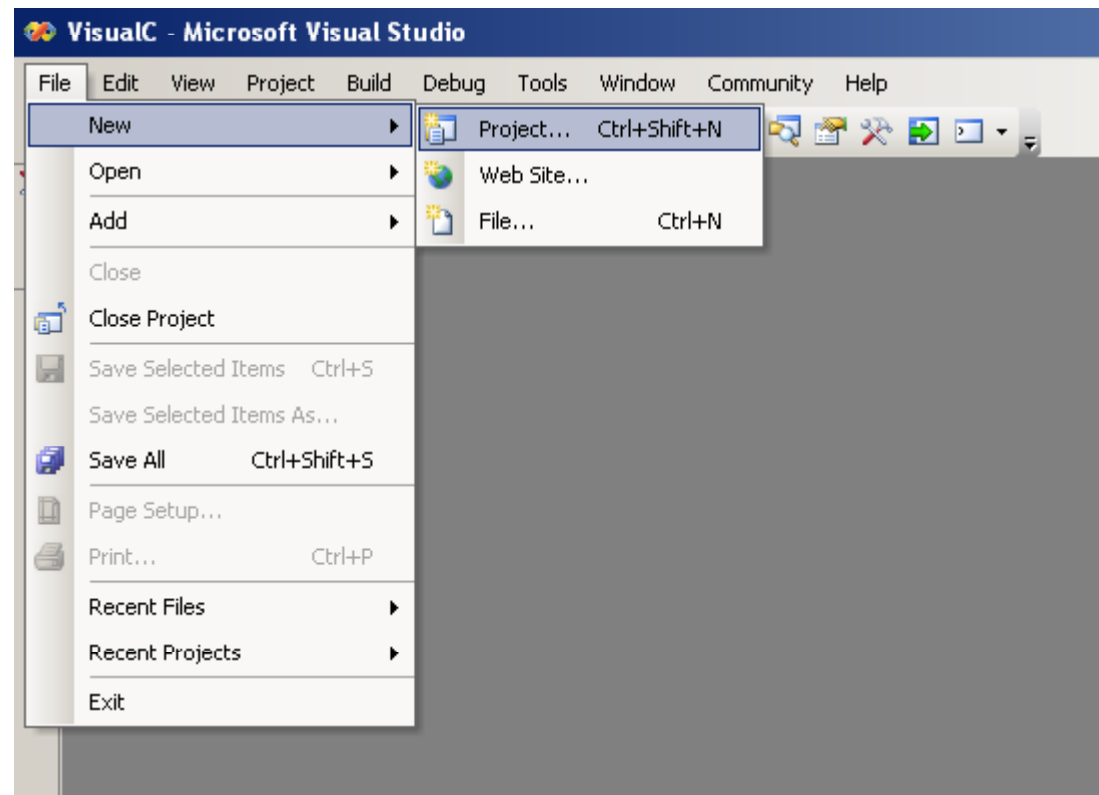 VisualC - Microsoft Visual Studio
File Edit View Project Build Debug Tools Window Community Help
New
Project... Ctrl+Shift+N
Open
Web Site...
Add
File... Ctrl+N
Close
Close Project
Save Selected Items Ctrl+S
Save Selected Items As...
Save All Ctrl+Shift+S
Page Setup...
Print... Ctrl+P
Recent Files
Recent Projects
Exit